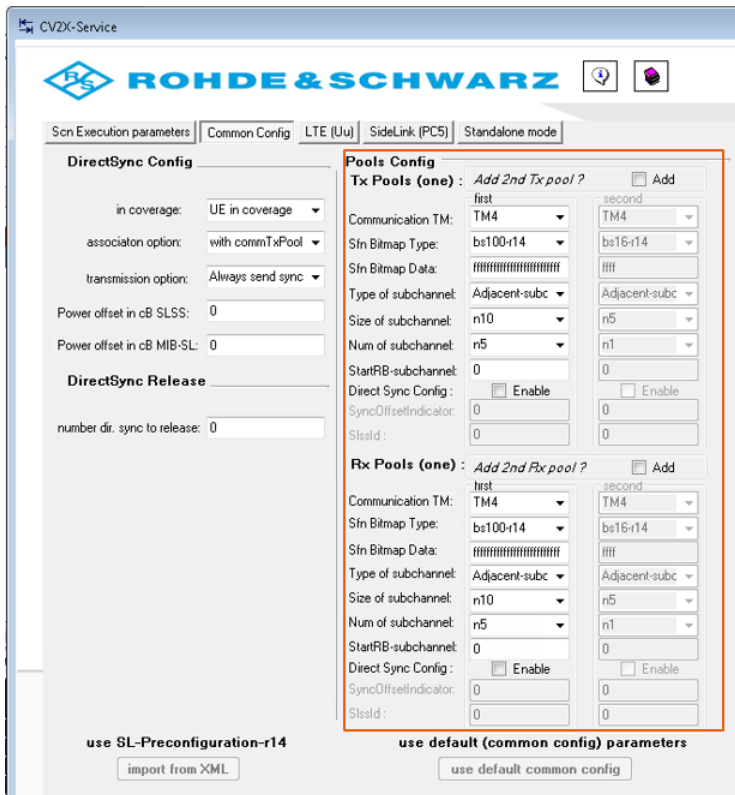 CV2X-Service
R&S ROHDE & SCHWARZ
Scn Execution parameters Common Config LTE (Uu) SideLink (PC5) Standalone mode
DirectSync Config
in coverage: UE in coverage
associaton option: with commTxPool
transmission option: Always send sync
Power offset in cB SLSS: 0
Power offset in cB MIB-SL: 0
DirectSync Release
number dir. sync to release: 0
Pools Config
Tx Pools (one) : Add 2nd Tx pool ? Add
first second
Communication TM: TM4 TM4
Sfn Bitmap Type: bs100-r14 bs16-r14
Sfn Bitmap Data: ffff
Type of subchannel: Adjacent-subc Adjacent-subc
Size of subchannel: n10 n5
Num of subchannel: n5 n1
StartRB-subchannel: 0 0
Direct Sync Config : Enable Enable
SyncOffsetIndicator: 0 0
SlssId : 0 0
Rx Pools (one) : Add 2nd Rx pool ? Add
first second
Communication TM: TM4 TM4
Sfn Bitmap Type: bs100-r14 bs16-r14
Sfn Bitmap Data: ffff
Type of subchannel: Adjacent-subc Adjacent-subc
Size of subchannel: n10 n5
Num of subchannel: n5 n1
StartRB-subchannel: 0 0
Direct Sync Config : Enable Enable
SyncOffsetIndicator: 0 0
SlssId : 0 0
use SL-Preconfiguration-r14
import from XML
use default (common config) parameters
use default common config